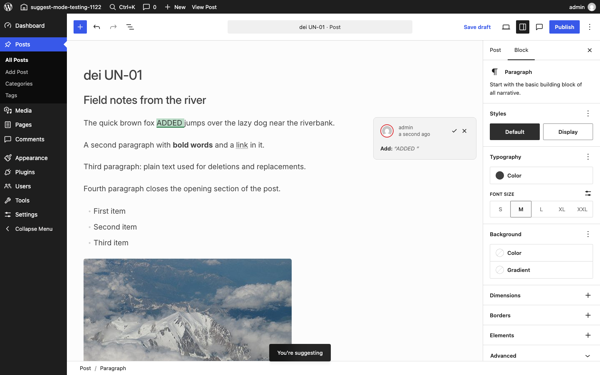 suggest-mode-testing-1122
Ctrl+K
0
New
View Post
admin
Dashboard
Posts
All Posts
Add Post
Categories
Tags
Media
Pages
Comments
Appearance
Plugins
Users
Tools
Settings
Collapse Menu
dei UN-01 · Post
Save draft
Publish
dei UN-01
Field notes from the river
The quick brown fox ADDED jumps over the lazy dog near the riverbank.
A second paragraph with bold words and a link in it.
Third paragraph: plain text used for deletions and replacements.
Fourth paragraph closes the opening section of the post.
First item
Second item
Third item
admin
a second ago
Add: "ADDED "
You're suggesting
Post / Paragraph
Post
Block
Paragraph
Start with the basic building block of
all narrative.
Styles
Default
Display
Typography
Color
FONT SIZE
S
M
L
XL
XXL
Background
Color
Gradient
Dimensions
Borders
Elements
Advanced